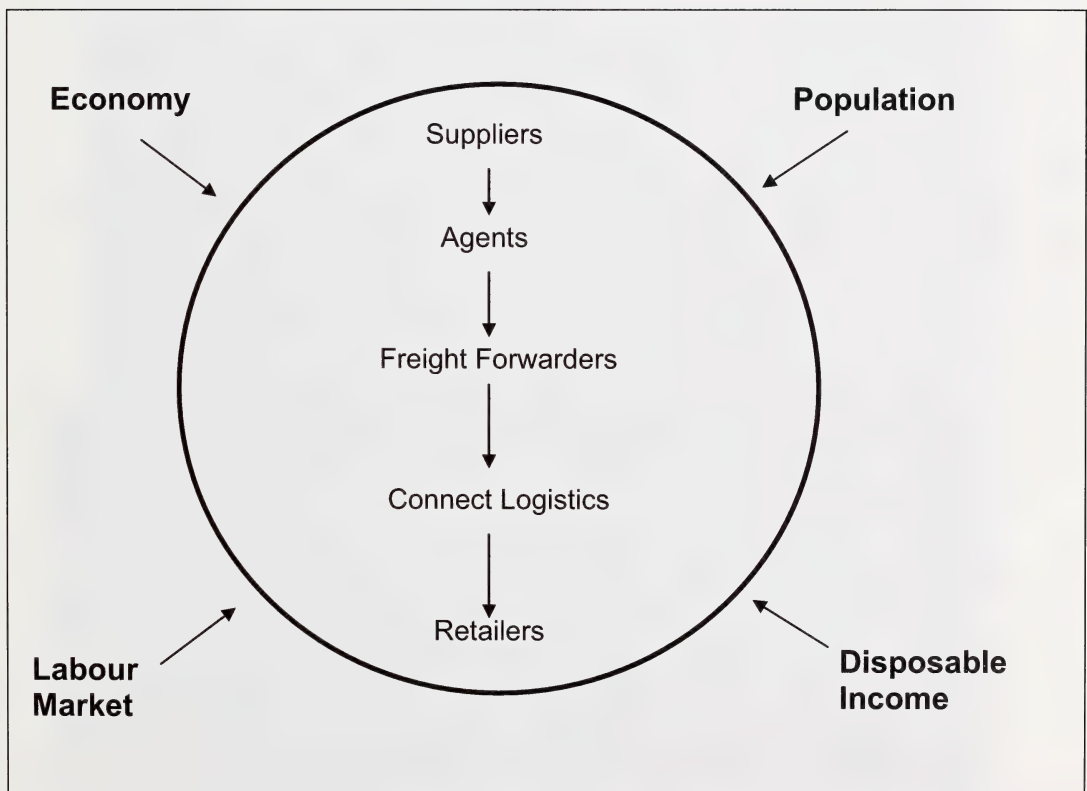 Economy
Population
Suppliers
Agents
Freight Forwarders
Connect Logistics
Retailers
Labour
Market
Disposable
Income